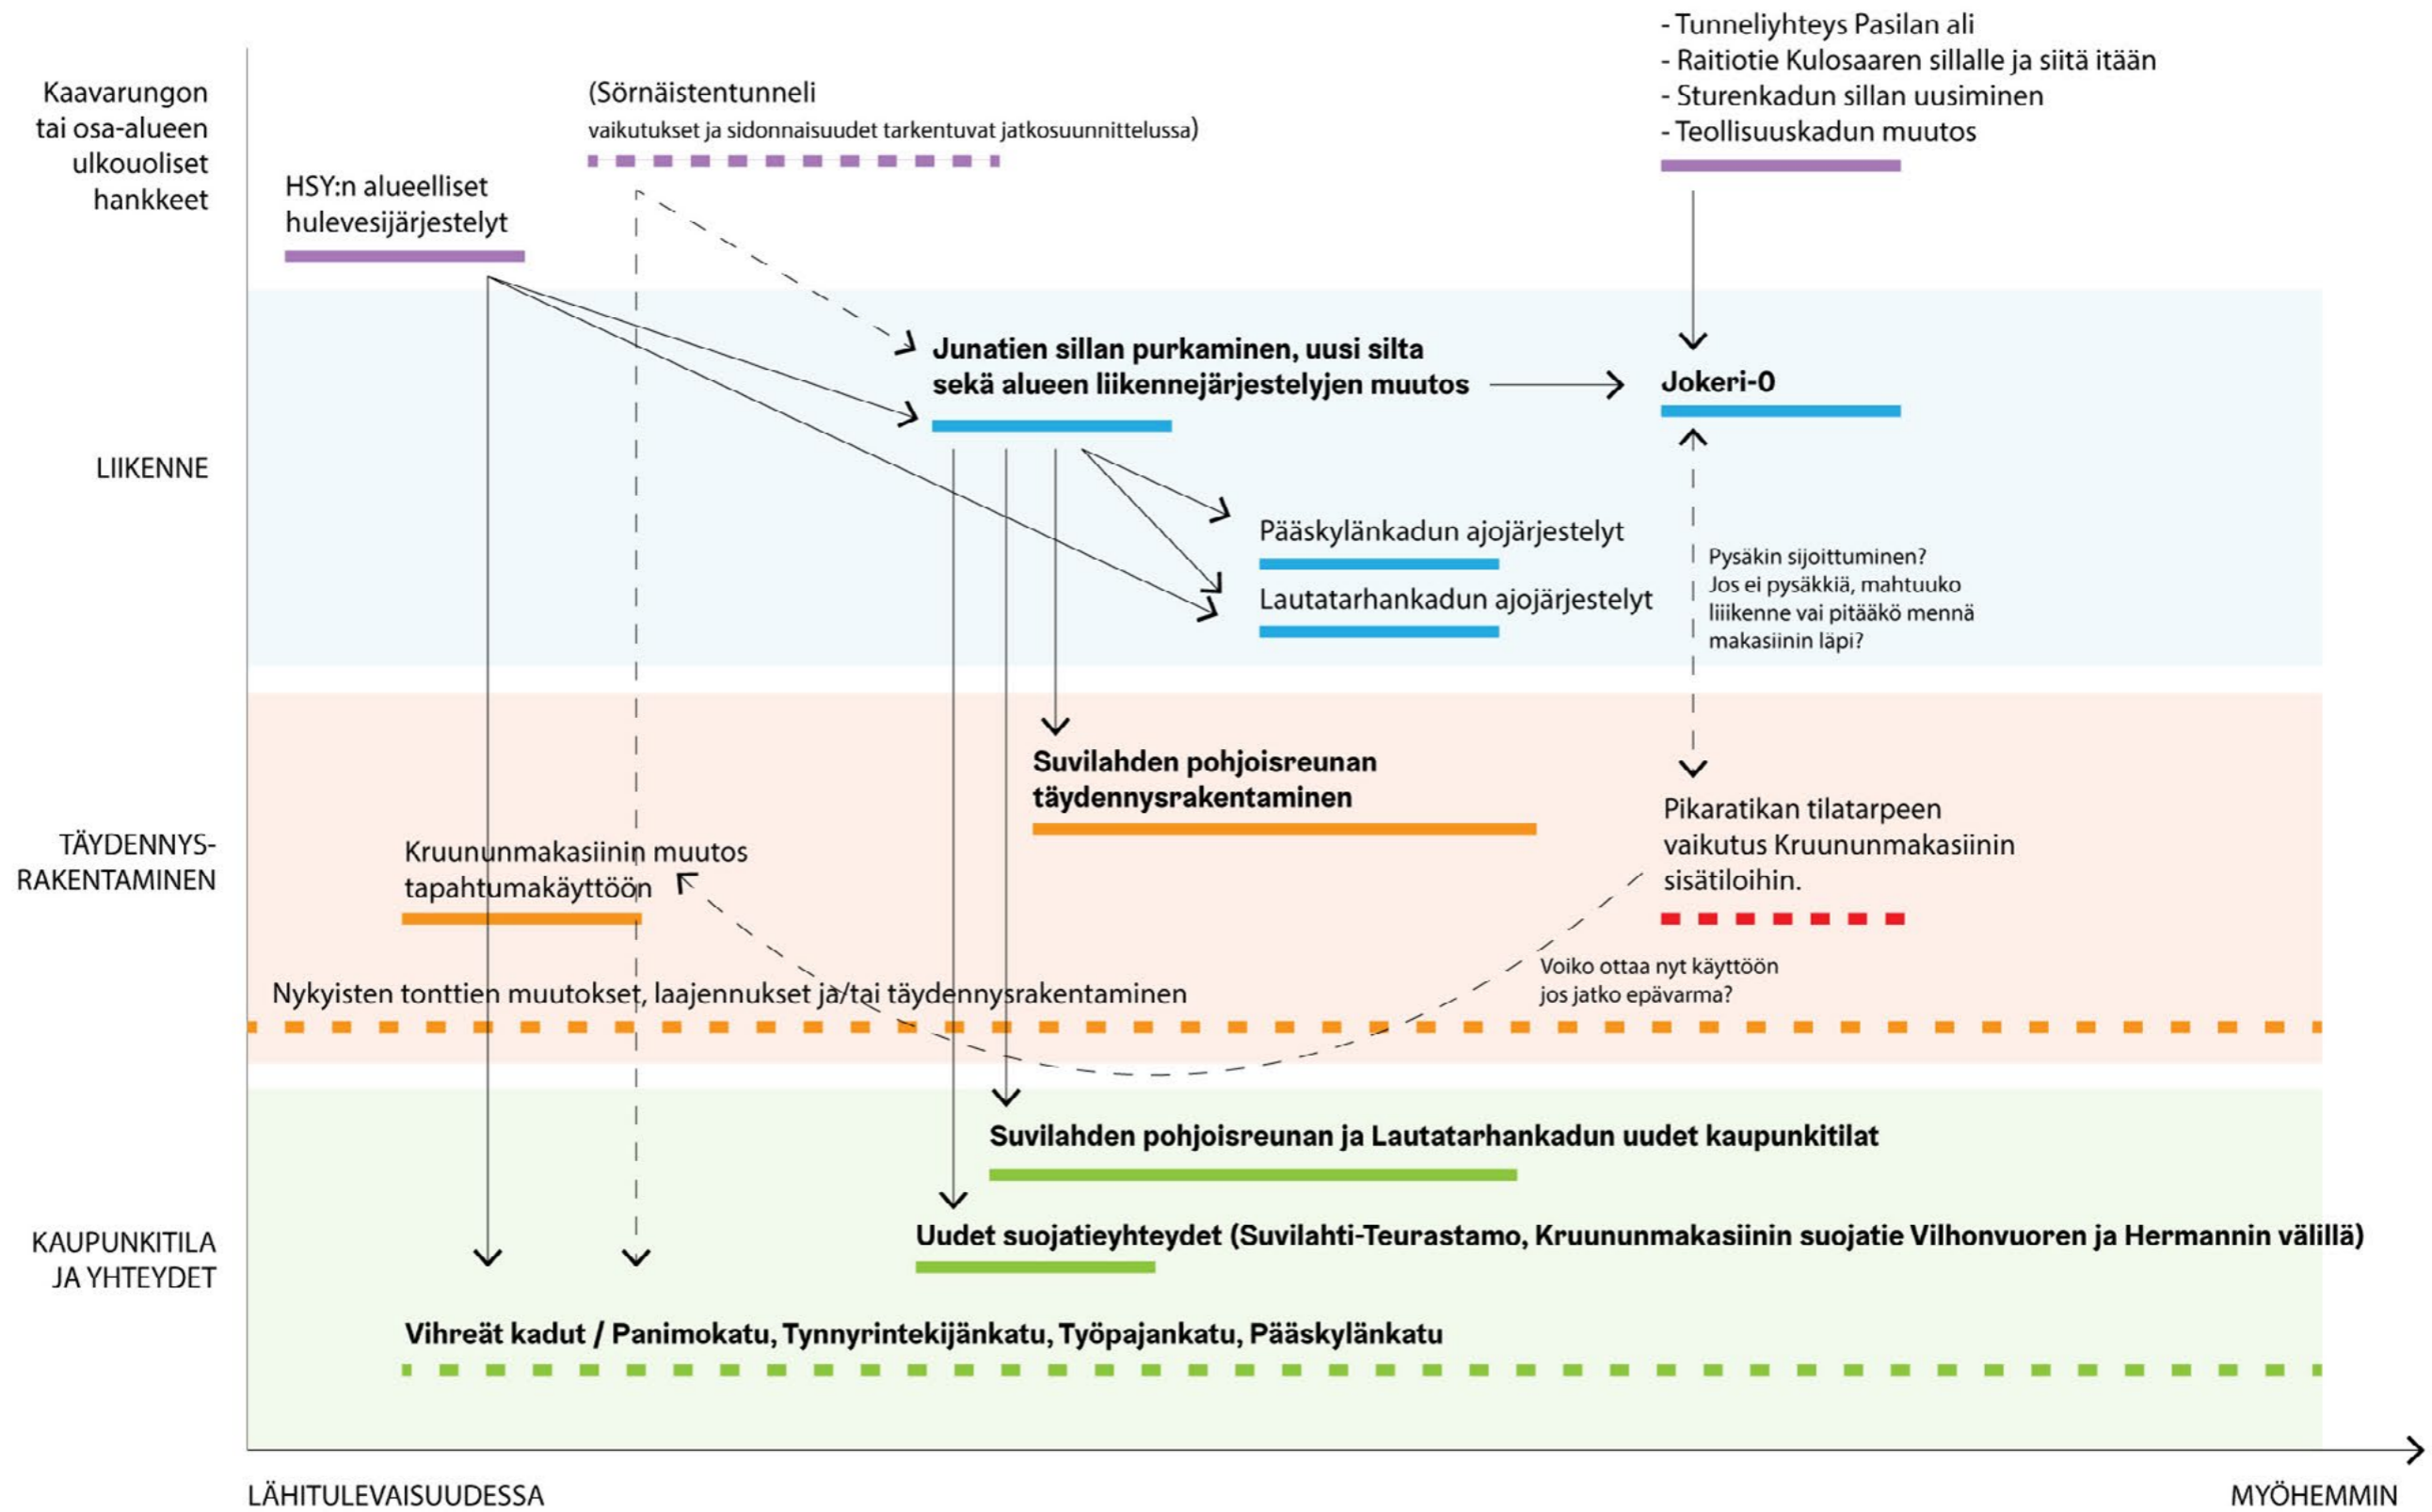 - Tunneliyhteys Pasilan ali
- Raitiotie Kulosaaren sillalle ja siitä itään
- Sturenkadun sillan uusiminen
- Teollisuuskadun muutos
Kaavarungon
tai osa-alueen
ulkouoliset
hankkeet
(Sörnäistentunneli
vaikutukset ja sidonnaisuudet tarkentuvat jatkosuunnittelussa)
HSY:n alueelliset
hulevesijärjestelyt
LIIKENNE
Junatien sillan purkaminen, uusi silta
sekä alueen liikennejärjestelyjen muutos
Jokeri-0
Pääskylänkadun ajojärjestelyt
Lautatarhankadun ajojärjestelyt
Pysäkin sijoittuminen?
Jos ei pysäkkiä, mahtuuko
liiikenne vai pitääkö mennä
makasiinin läpi?
TÄYDENNYS-
RAKENTAMINEN
Suvilahden pohjoisreunan
täydennysrakentaminen
Kruununmakasiinin muutos
tapahtumakäyttöön
Pikaratikan tilatarpeen
vaikutus Kruununmakasiinin
sisätiloihin.
Voiko ottaa nyt käyttöön
jos jatko epävarma?
Nykyisten tonttien muutokset, laajennukset ja/tai täydennysrakentaminen
KAUPUNKITILA
JA YHTEYDET
Suvilahden pohjoisreunan ja Lautatarhankadun uudet kaupunkitilat
Uudet suojatieyhteydet (Suvilahti-Teurastamo, Kruununmakasiinin suojatie Vilhonvuoren ja Hermannin välillä)
Vihreät kadut / Panimokatu, Tynnyrintekijänkatu, Työpajankatu, Pääskylänkatu
LÄHITULEVAISUUDESSA
MYÖHEMMIN